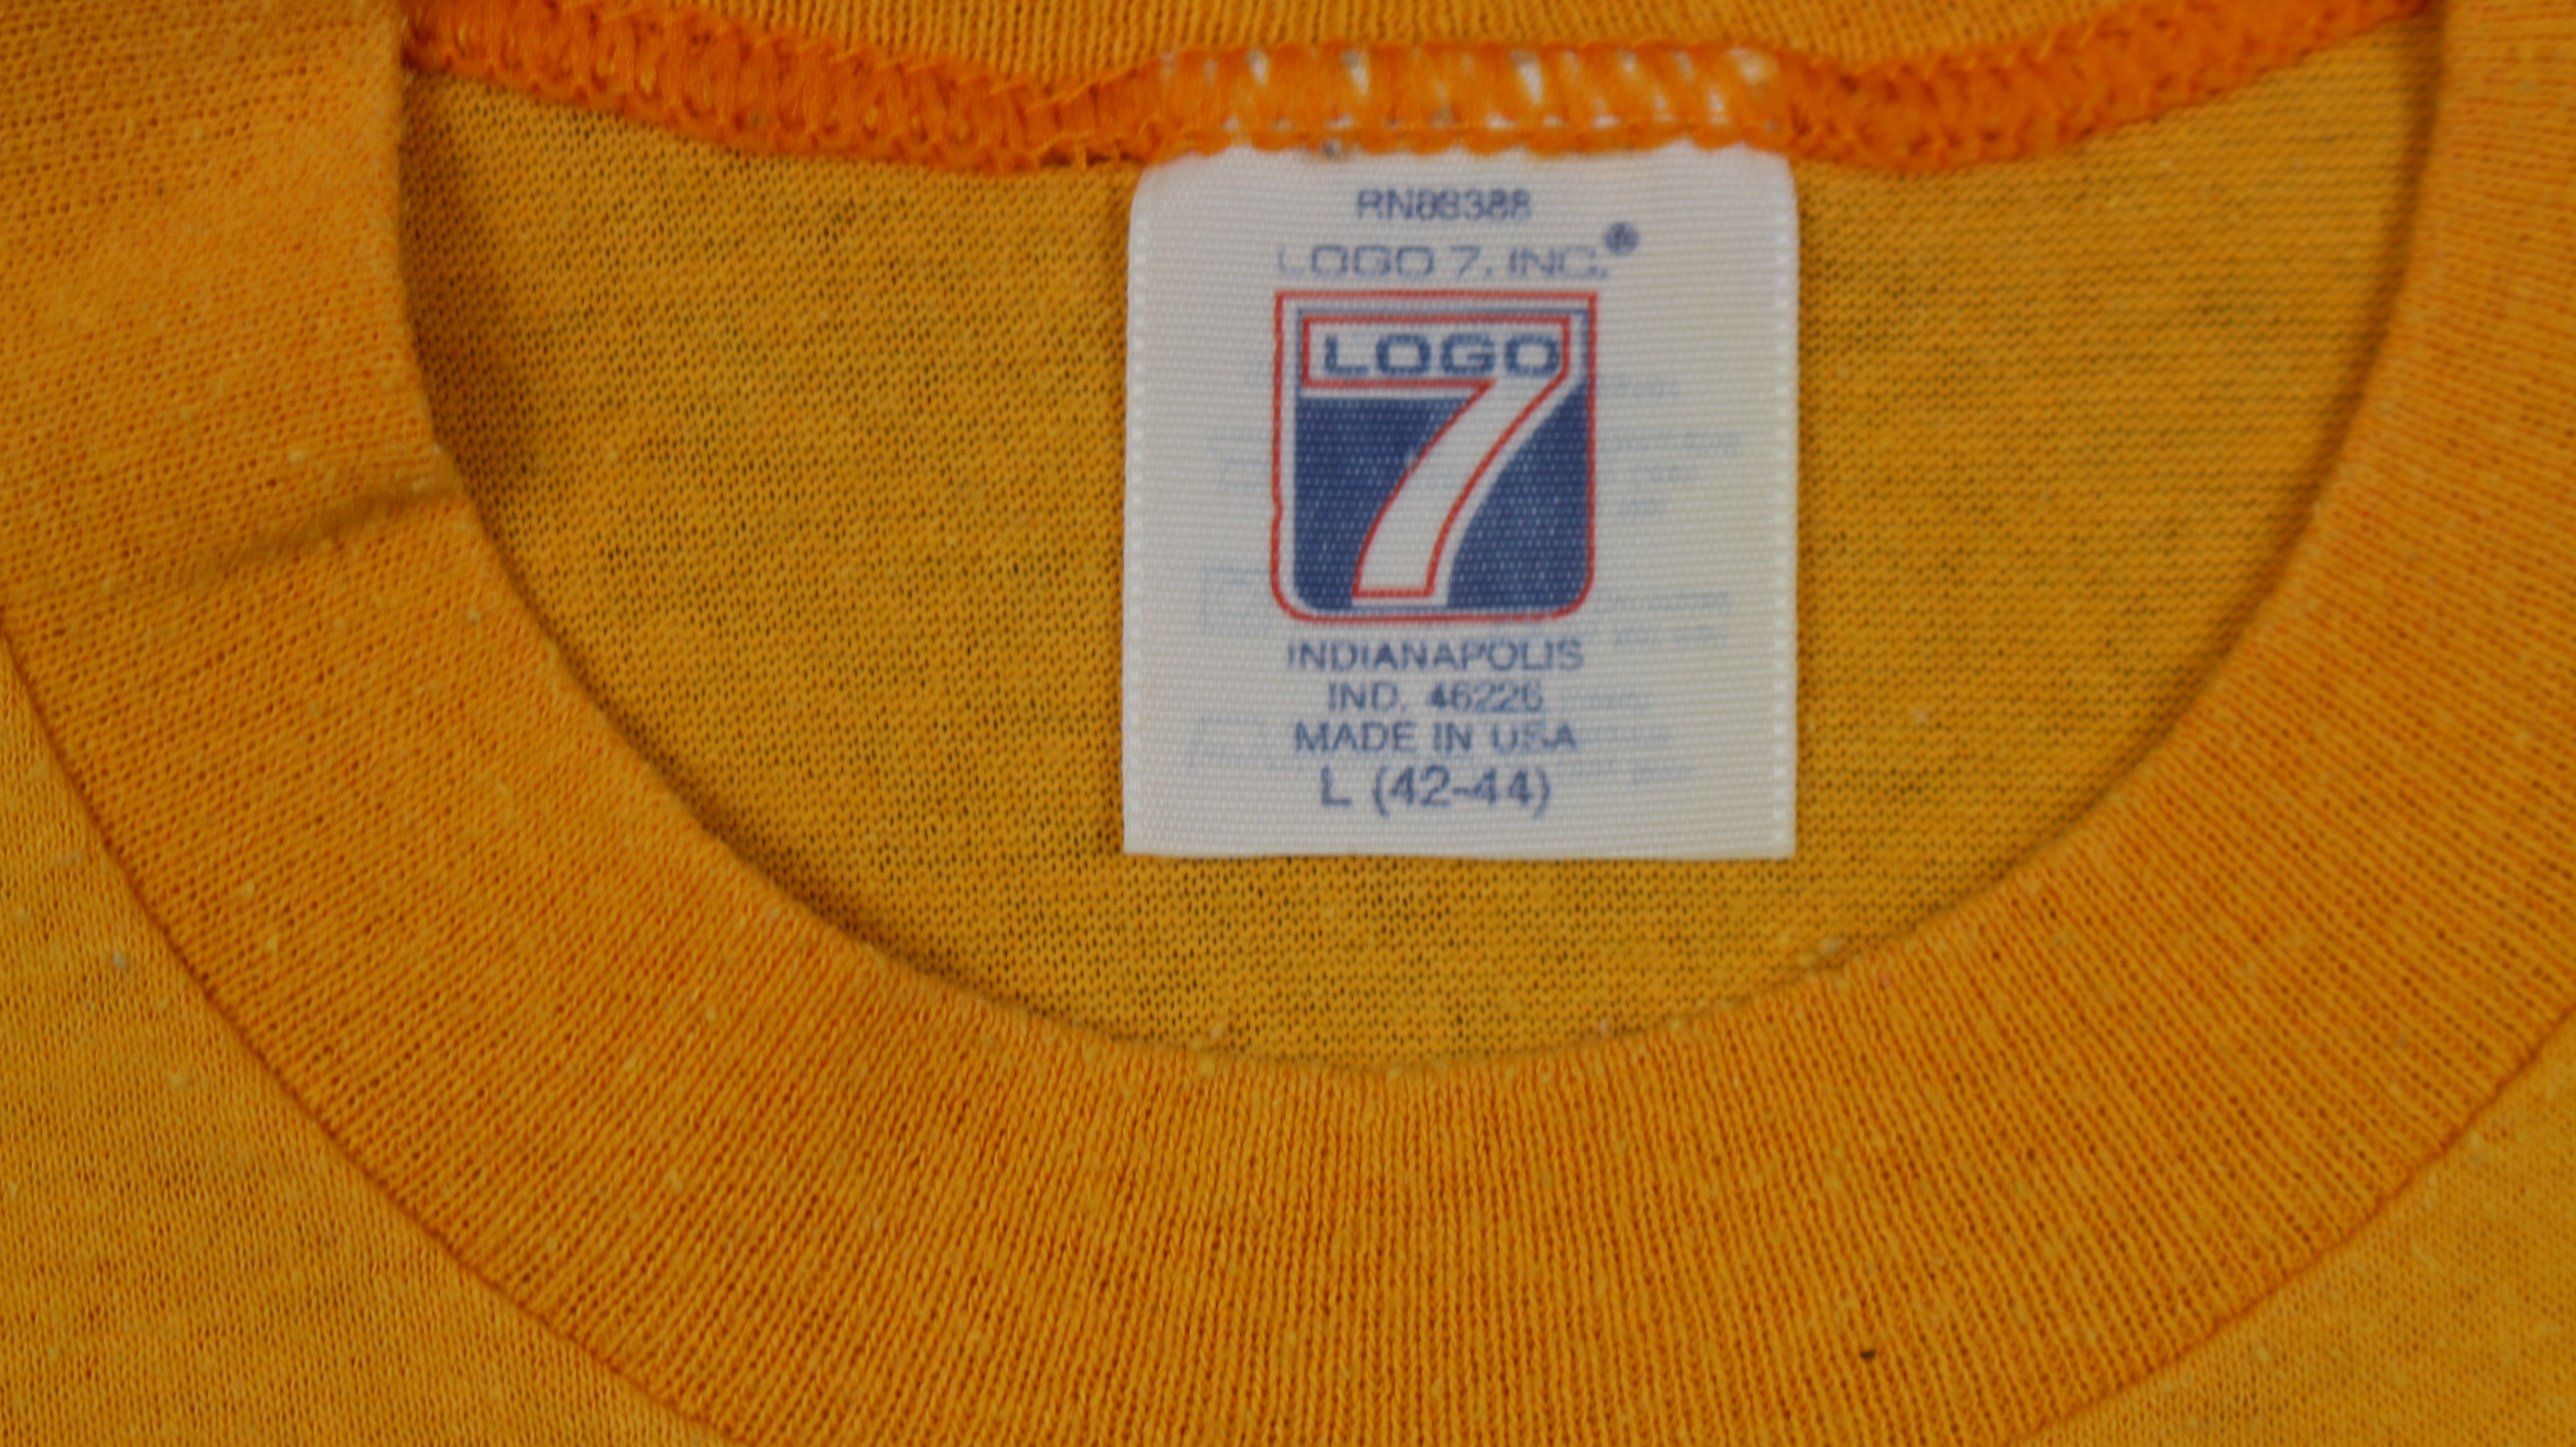 RN88388
LOGO 7, INC.®
LOGO
7
INDIANAPOLIS
IND. 46226
MADE IN USA
L (42-44)